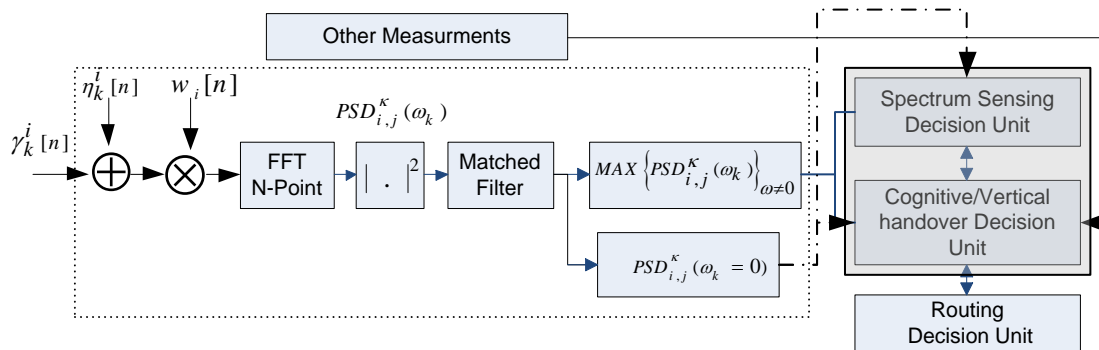 Other Measurments
η_k^i[n]
w_i[n]
PSD_{i,j}^κ(ω_k)
γ_k^i[n]
FFT
N-Point
| . |²
Matched
Filter
MAX {PSD_{i,j}^κ(ω_k)}_{ω≠0}
PSD_{i,j}^κ(ω_k = 0)
Spectrum Sensing
Decision Unit
Cognitive/Vertical
handover Decision
Unit
Routing
Decision Unit